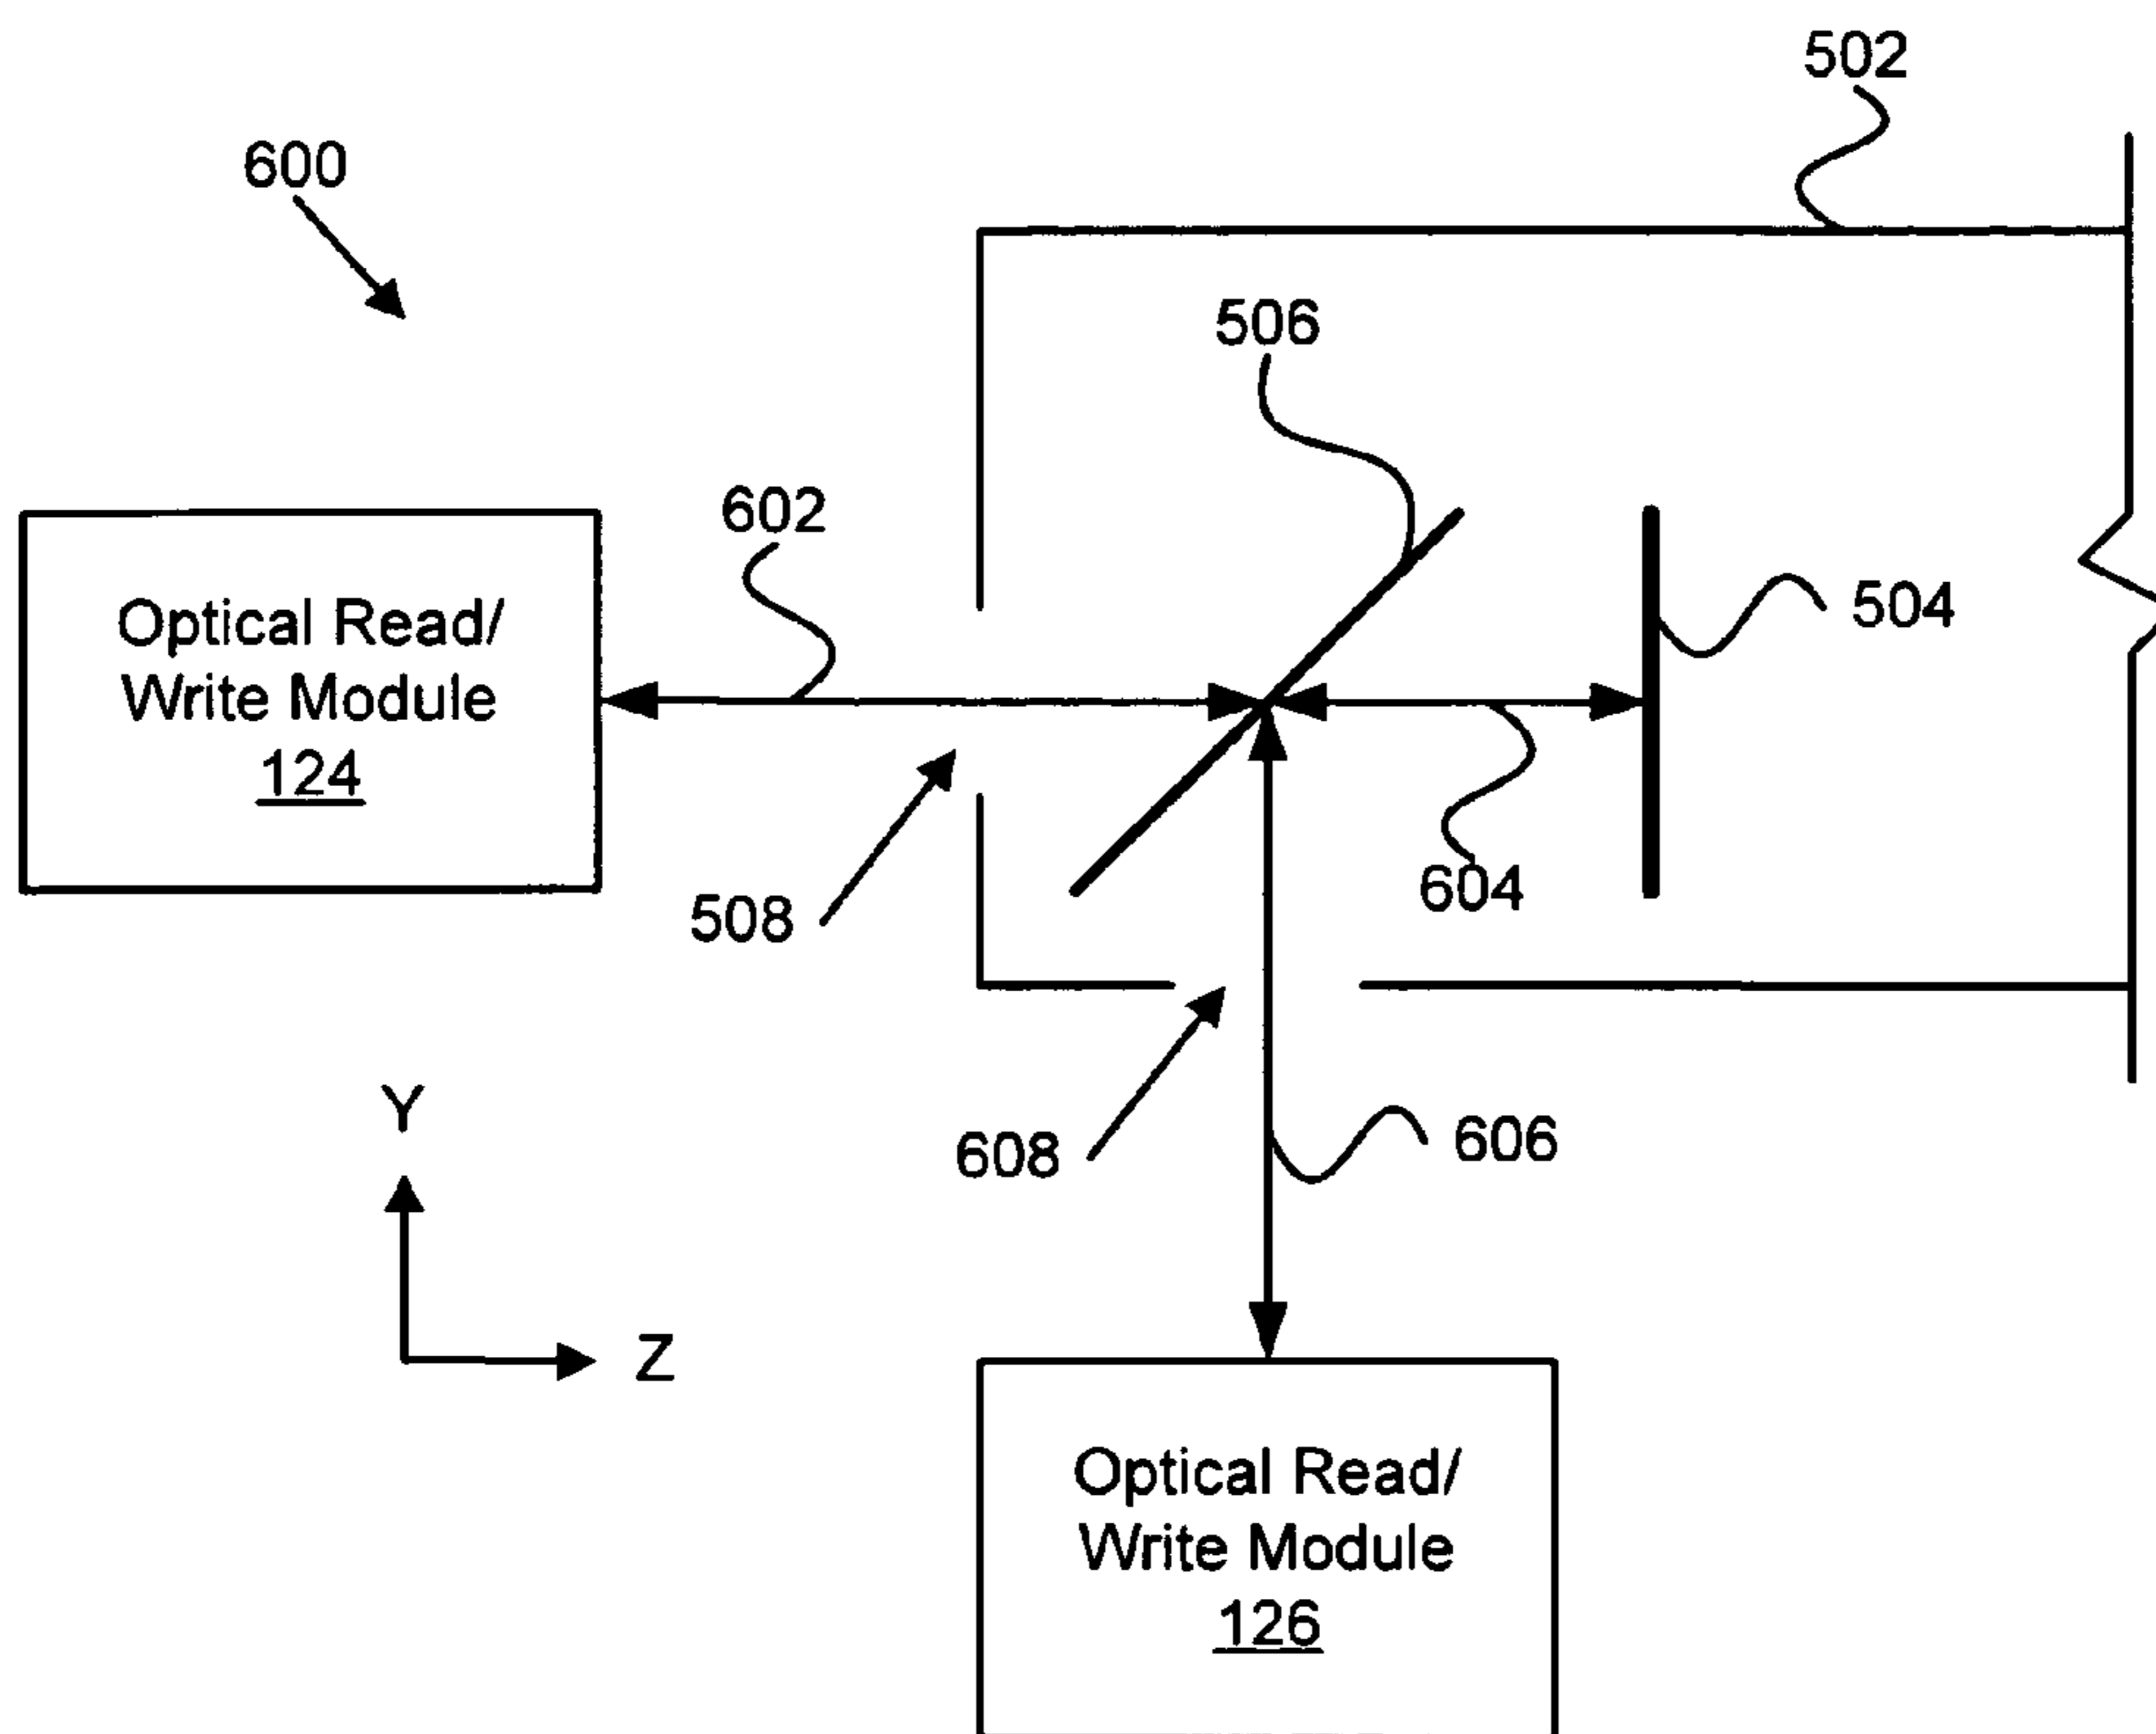 502
600
506
602
504
Optical Read/
Write Module
124
604
508
Y
606
608
Z
Optical Read/
Write Module
126